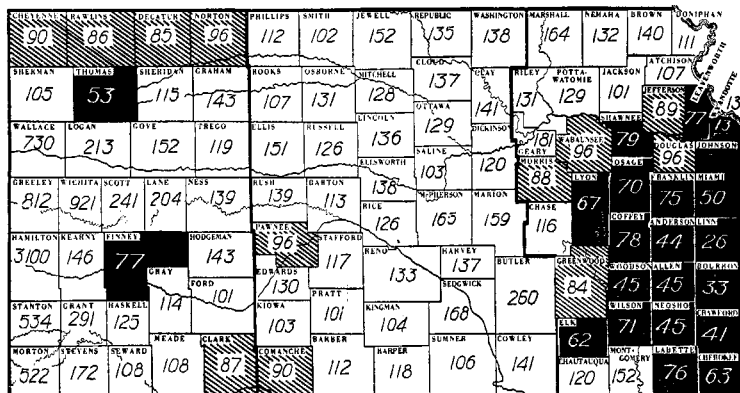 CHEYENNE RAWLINS DECATUR NORTON PHILLIPS SMITH JEWELL REPUBLIC WASHINGTON MARSHALL NEMAHA BROWN DONIPHAN
90 86 85 96 112 102 152 135 138 164 132 140 111
SHERMAN THOMAS SHERIDAN GRAHAM ROOKS OSBORNE MITCHELL CLOUD CLAY RILEY POTTA-WATOMIE JACKSON ATCHISON JEFFERSON LEAVENWORTH WYANDOTTE
105 53 115 143 107 131 128 137 141 131 129 101 107 89 77 13
WALLACE LOGAN GOVE TREGO ELLIS RUSSELL LINCOLN OTTAWA DICKINSON GEARY WABAUNSEE SHAWNEE DOUGLAS JOHNSON
730 213 152 119 151 126 136 129 120 181 96 79 96 13
ELLSWORTH SALINE MORRIS LYON OSAGE FRANKLIN MIAMI
138 103 88 67 70 75 50
GREELEY WICHITA SCOTT LANE NESS RUSH BARTON RICE M<sup>c</sup>PHERSON MARION CHASE COFFEY ANDERSON LINN
812 921 241 204 139 139 113 126 165 159 116 78 44 26
HAMILTON KEARNY FINNEY HODGEMAN PAWNEE STAFFORD RENO HARVEY BUTLER GREENWOOD WOODSON ALLEN BOURBON
3100 146 77 143 96 117 133 137 260 84 45 45 33
GRAY FORD EDWARDS PRATT SEDGWICK
114 101 130 101 168
STANTON GRANT HASKELL KIOWA KINGMAN ELK WILSON NEOSHO CRAWFORD
534 291 125 103 104 62 71 45 41
MORTON STEVENS SEWARD MEADE CLARK COMANCHE BARBER HARPER SUMNER COWLEY CHAUTAUQUA MONT-GOMERY LABETTE CHEROKEE
522 172 108 108 87 90 112 118 106 141 120 152 76 63